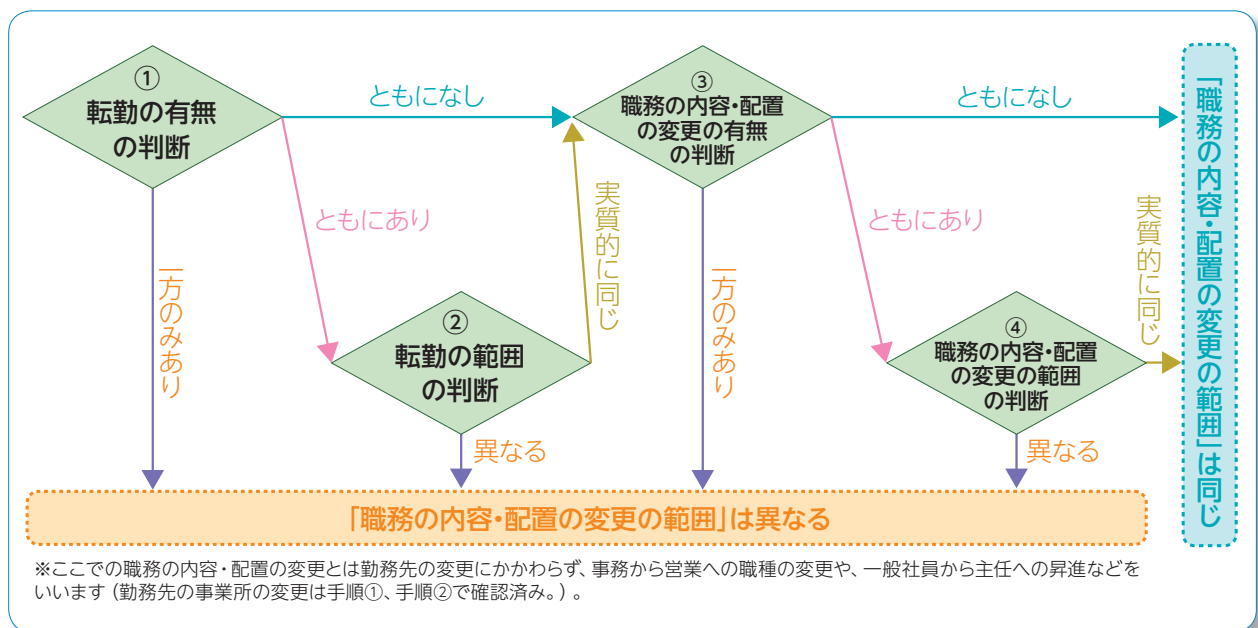 ①
転勤の有無
の判断
ともになし
ともにあり
一方のみあり
②
転勤の範囲
の判断
実質的に同じ
異なる
③
職務の内容・配置
の変更の有無
の判断
ともになし
ともにあり
一方のみあり
④
職務の内容・配置
の変更の範囲
の判断
実質的に同じ
異なる
「職務の内容・配置の変更の範囲」は同じ
「職務の内容・配置の変更の範囲」は異なる
※ここでの職務の内容・配置の変更とは勤務先の変更にかかわらず、事務から営業への職種の変更や、一般社員から主任への昇進などを
いいます（勤務先の事業所の変更は手順①、手順②で確認済み。）。